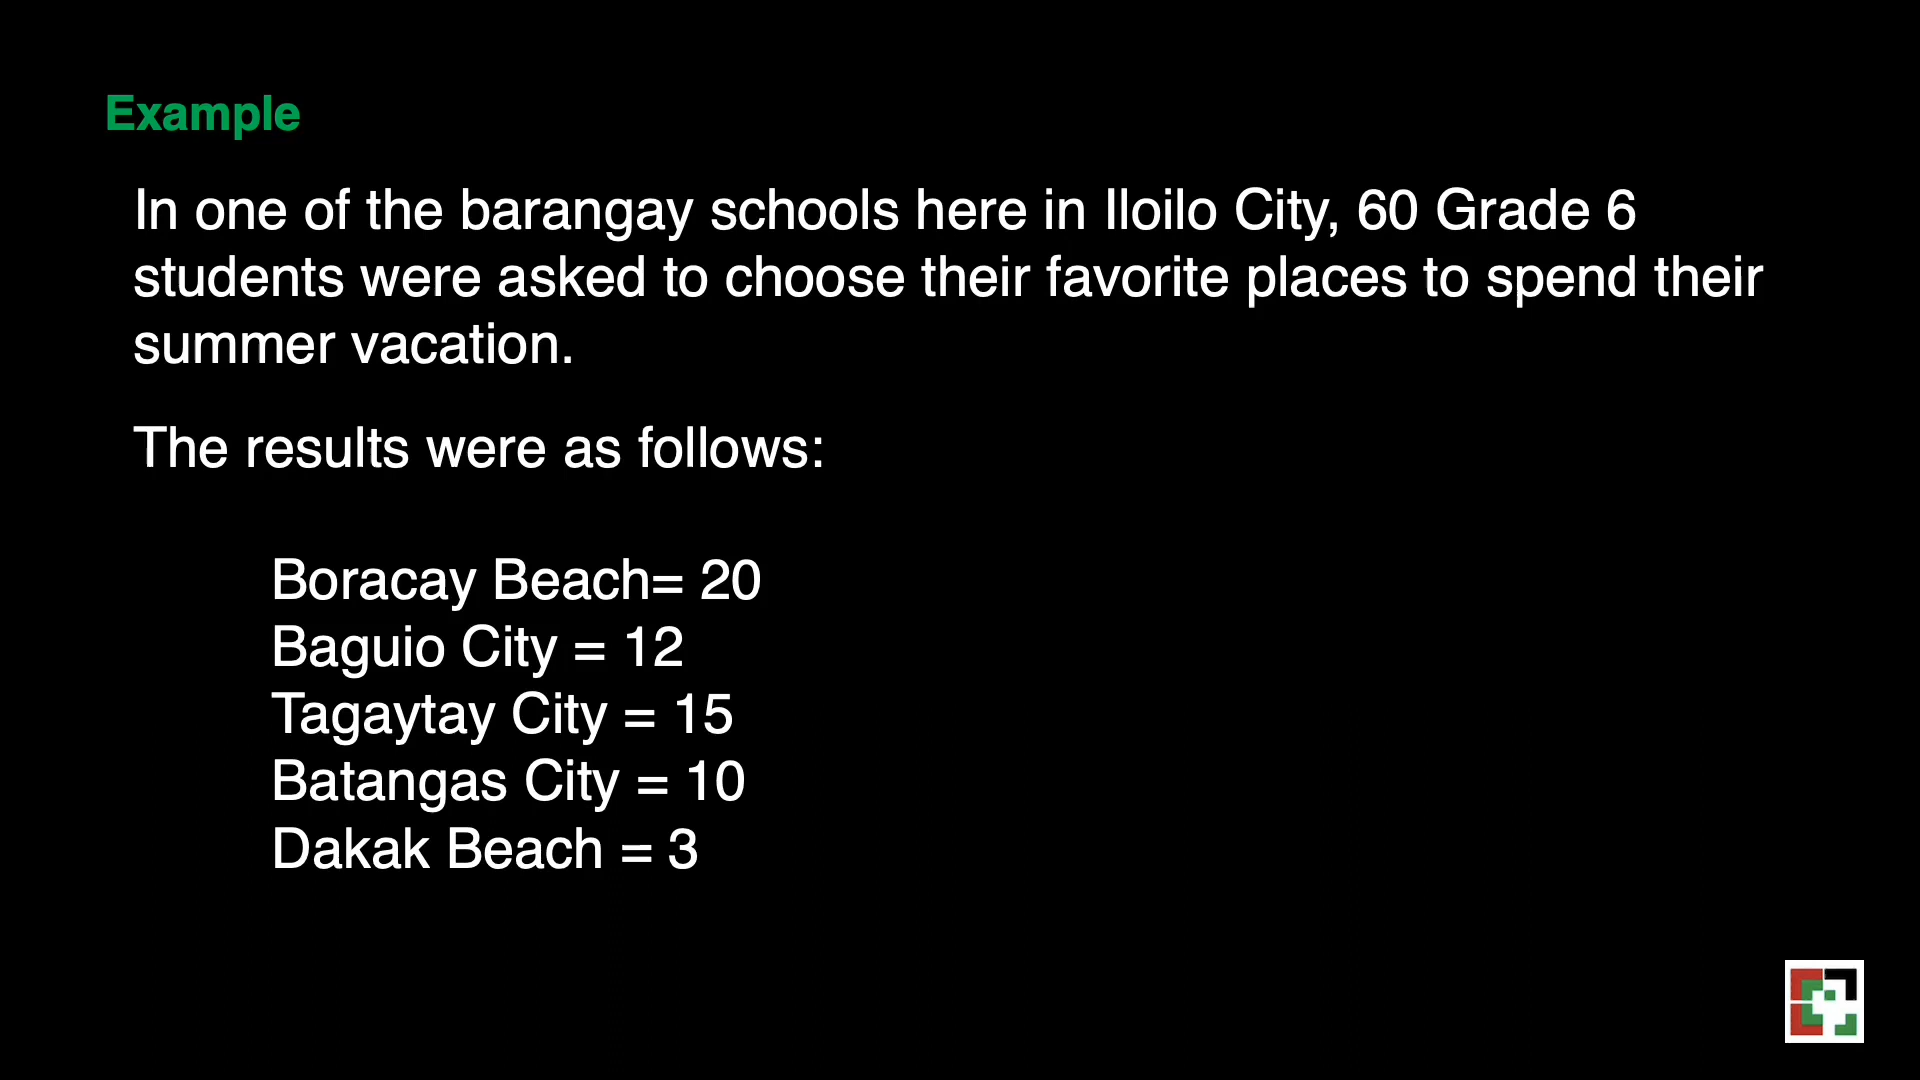 Example
In one of the barangay schools here in Iloilo City, 60 Grade 6
students were asked to choose their favorite places to spend their
summer vacation.
The results were as follows:
Boracay Beach= 20
Baguio City = 12
Tagaytay City = 15
Batangas City = 10
Dakak Beach = 3